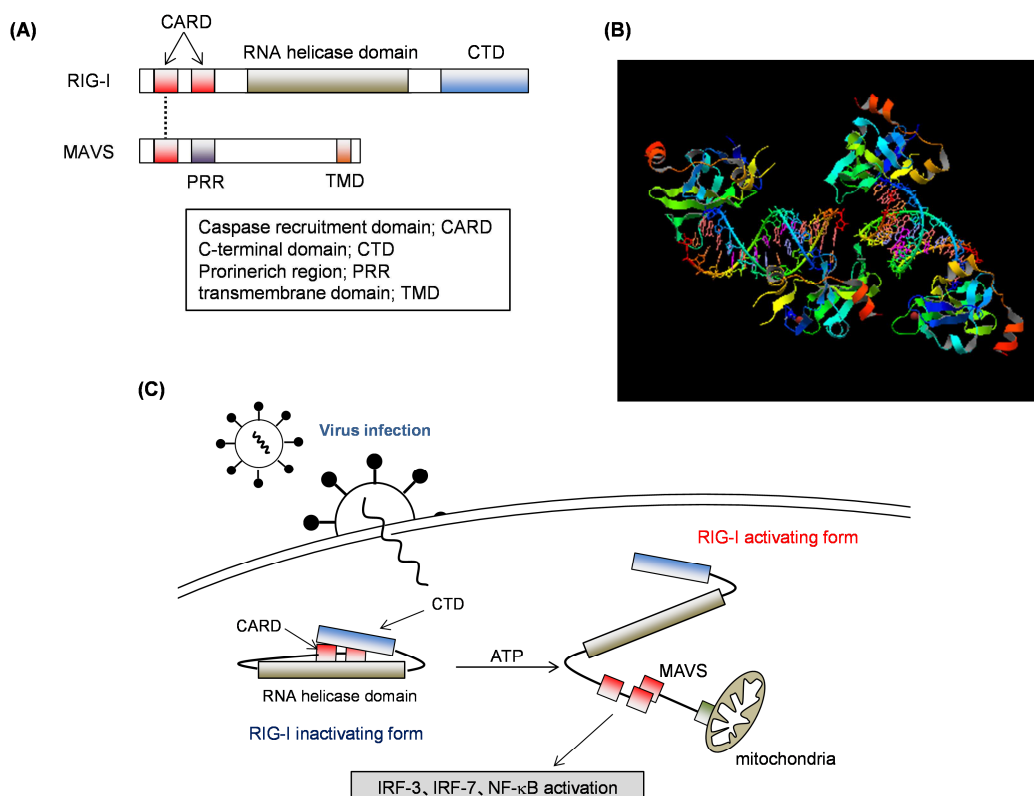 (A)
CARD
RNA helicase domain
CTD
RIG-I
MAVS
PRR
TMD
Caspase recruitment domain; CARD
C-terminal domain; CTD
Prorinerich region; PRR
transmembrane domain; TMD
(B)
(C)
Virus infection
RIG-I activating form
CTD
CARD
ATP
RNA helicase domain
MAVS
RIG-I inactivating form
mitochondria
IRF-3、IRF-7、NF-κB activation